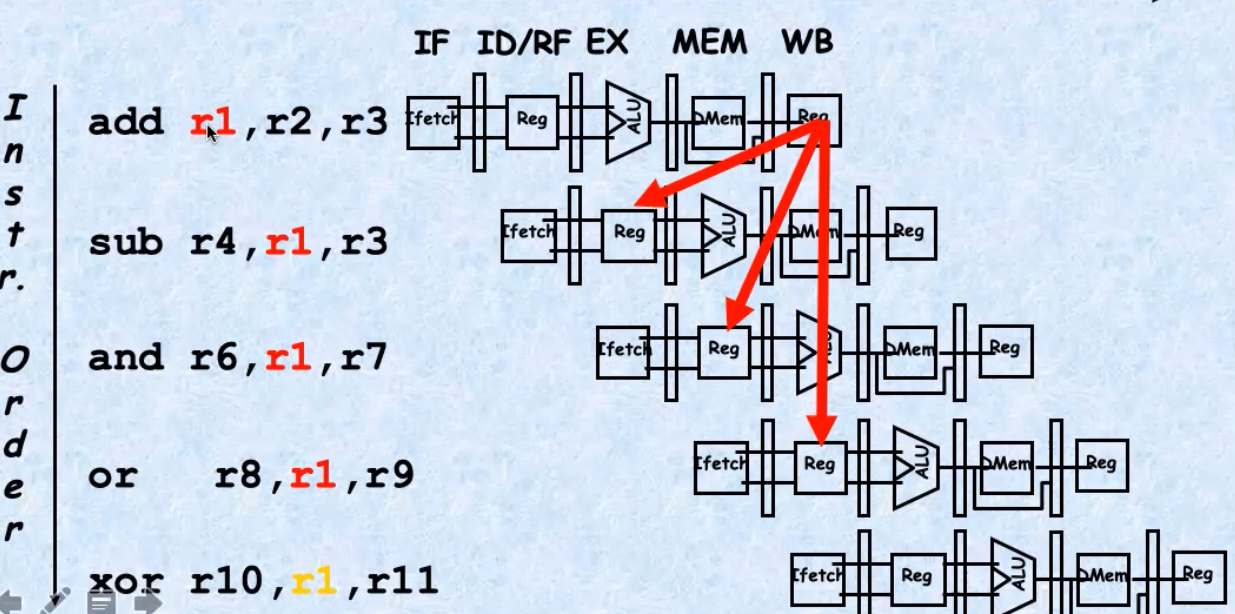 IF ID/RF EX MEM WB
Instr. Order
add r1,r2,r3 Ifetch Reg ALU DMem Reg
sub r4,r1,r3 Ifetch Reg ALU DMem Reg
and r6,r1,r7 Ifetch Reg ALU DMem Reg
or r8,r1,r9 Ifetch Reg ALU DMem Reg
xor r10,r1,r11 Ifetch Reg ALU DMem Reg